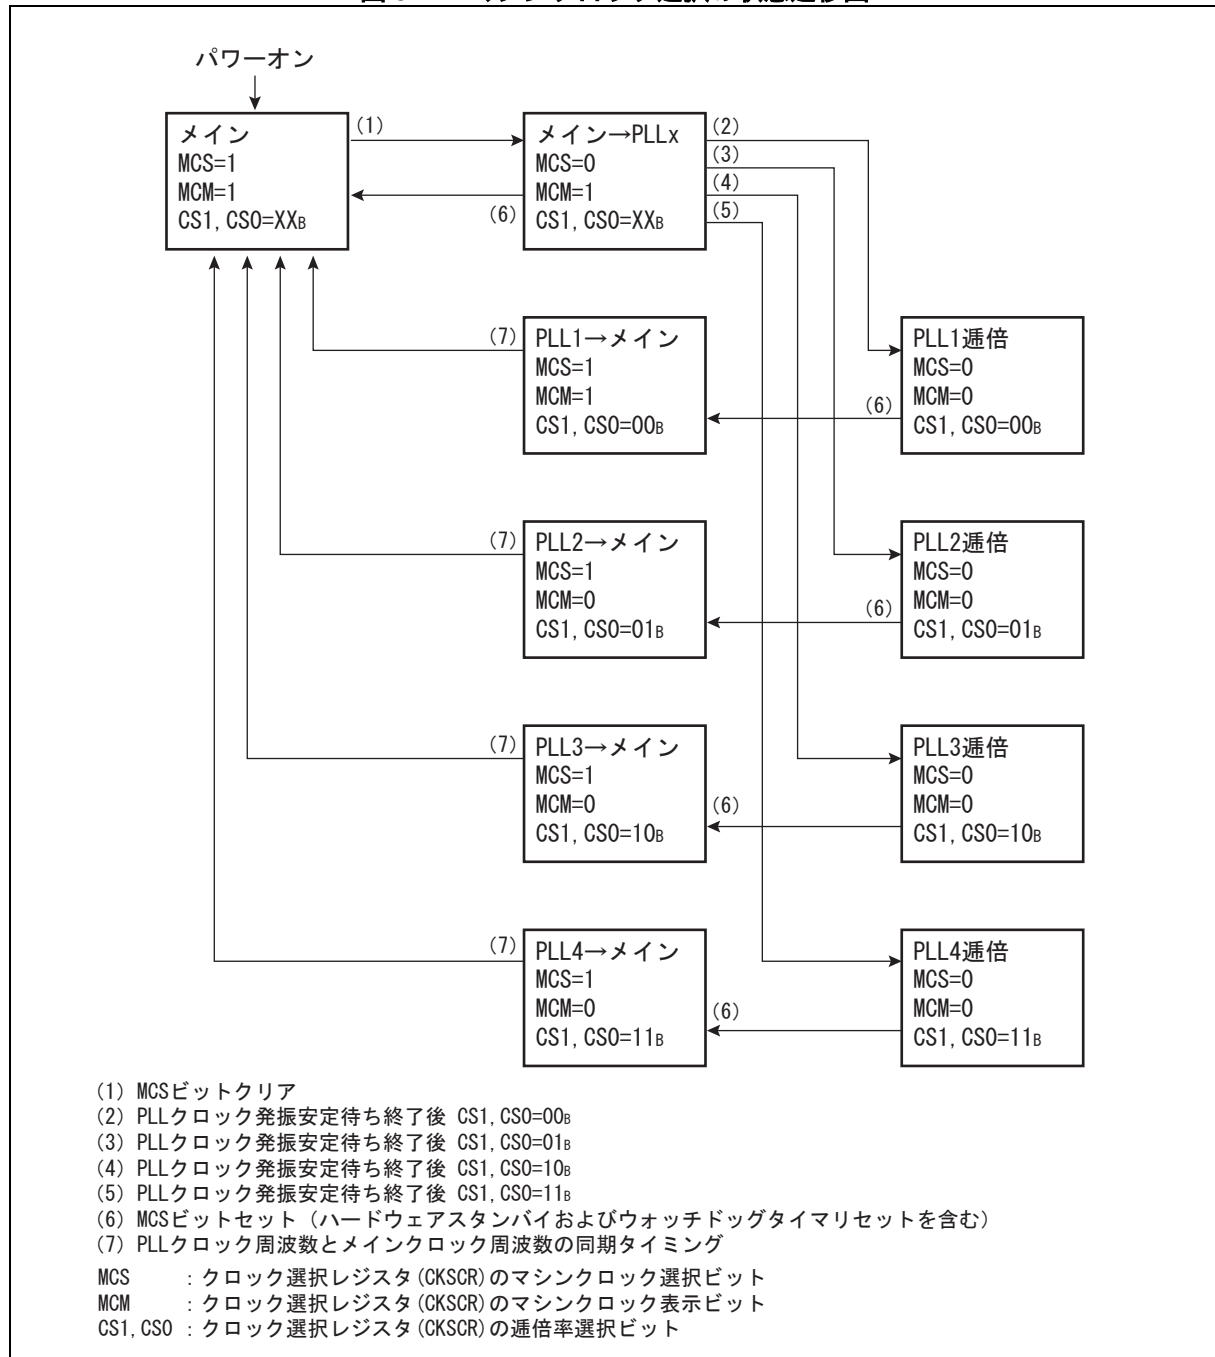 パワーオン
メイン
MCS=1
MCM=1
CS1, CS0=XXB
(1)
(6)
メイン→PLLx
MCS=0
MCM=1
CS1, CS0=XXB
(2)
(3)
(4)
(5)
(7)
PLL1→メイン
MCS=1
MCM=1
CS1, CS0=00B
(6)
PLL1逓倍
MCS=0
MCM=0
CS1, CS0=00B
(7)
PLL2→メイン
MCS=1
MCM=0
CS1, CS0=01B
(6)
PLL2逓倍
MCS=0
MCM=0
CS1, CS0=01B
(7)
PLL3→メイン
MCS=1
MCM=0
CS1, CS0=10B
(6)
PLL3逓倍
MCS=0
MCM=0
CS1, CS0=10B
(7)
PLL4→メイン
MCS=1
MCM=0
CS1, CS0=11B
(6)
PLL4逓倍
MCS=0
MCM=0
CS1, CS0=11B
(1) MCSビットクリア
(2) PLLクロック発振安定待ち終了後 CS1, CS0=00B
(3) PLLクロック発振安定待ち終了後 CS1, CS0=01B
(4) PLLクロック発振安定待ち終了後 CS1, CS0=10B
(5) PLLクロック発振安定待ち終了後 CS1, CS0=11B
(6) MCSビットセット (ハードウェアスタンバイおよびウォッチドッグタイマリセットを含む)
(7) PLLクロック周波数とメインクロック周波数の同期タイミング
MCS : クロック選択レジスタ(CKSCR)のマシンクロック選択ビット
MCM : クロック選択レジスタ(CKSCR)のマシンクロック表示ビット
CS1, CS0 : クロック選択レジスタ(CKSCR)の逓倍率選択ビット